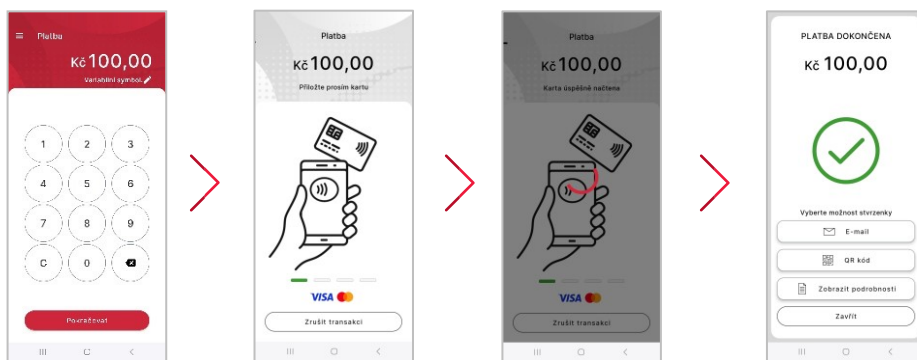 Platba
Kč 100,00
Variabilní symbol
1 2 3
4 5 6
7 8 9
C 0
Pokračovat
Platba
Kč 100,00
Přiložte prosím kartu
VISA
Zrušit transakci
Platba
Kč 100,00
Karta úspěšně načtena
VISA
Zrušit transakci
PLATBA DOKONČENA
Kč 100,00
Vyberte možnost stvrzenky
E-mail
QR kód
Zobrazit podrobnosti
Zavřít